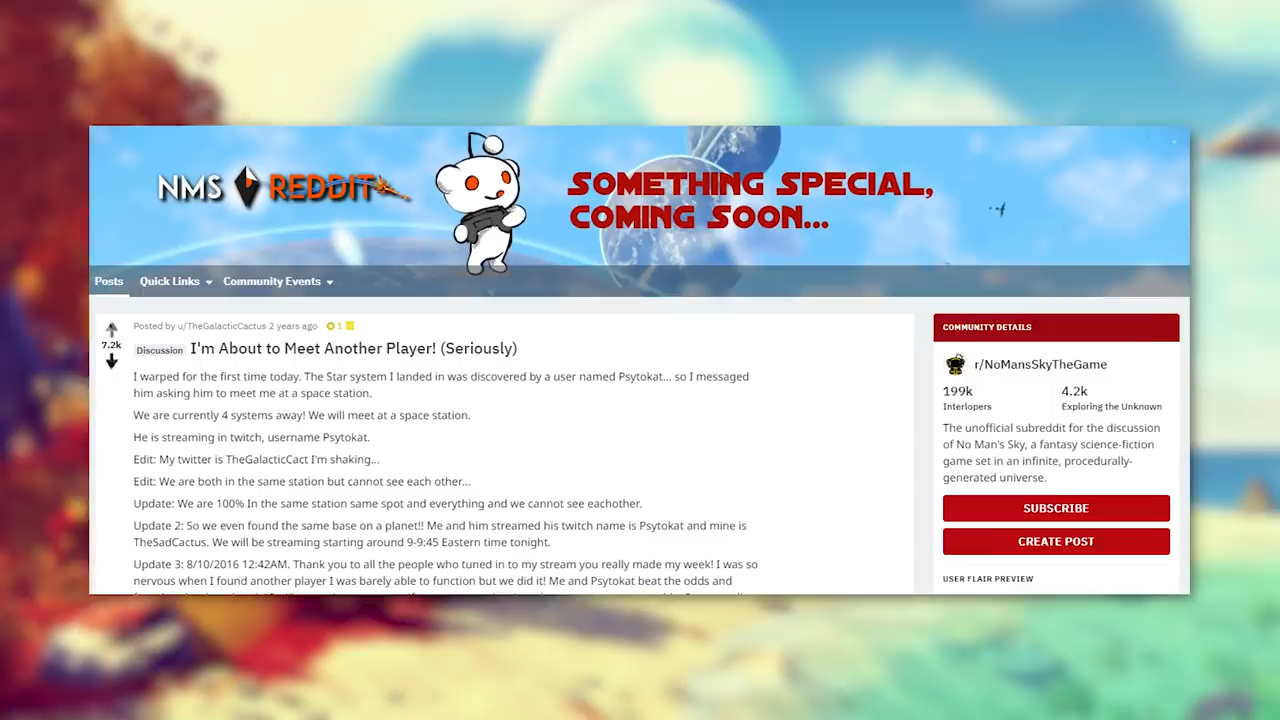 NMS REDDIT
SOMETHING SPECIAL,
COMING SOON...
Posts Quick Links Community Events
Posted by u/TheGalacticCactus 2 years ago 1
7.2k
Discussion I'm About to Meet Another Player! (Seriously)
I warped for the first time today. The Star system I landed in was discovered by a user named Psytokat... so I messaged
him asking him to meet me at a space station.
We are currently 4 systems away! We will meet at a space station.
He is streaming in twitch, username Psytokat.
Edit: My twitter is TheGalacticCact I'm shaking...
Edit: We are both in the same station but cannot see each other...
Update: We are 100% In the same station same spot and everything and we cannot see eachother.
Update 2: So we even found the same base on a planet!! Me and him streamed his twitch name is Psytokat and mine is
TheSadCactus. We will be streaming starting around 9-9:45 Eastern time tonight.
Update 3: 8/10/2016 12:42AM. Thank you to all the people who tuned in to my stream you really made my week! I was so
nervous when I found another player I was barely able to function but we did it! Me and Psytokat beat the odds and
COMMUNITY DETAILS
r/NoMansSkyTheGame
199k 4.2k
Interlopers Exploring the Unknown
The unofficial subreddit for the discussion
of No Man's Sky, a fantasy science-fiction
game set in an infinite, procedurally-
generated universe.
SUBSCRIBE
CREATE POST
USER FLAIR PREVIEW